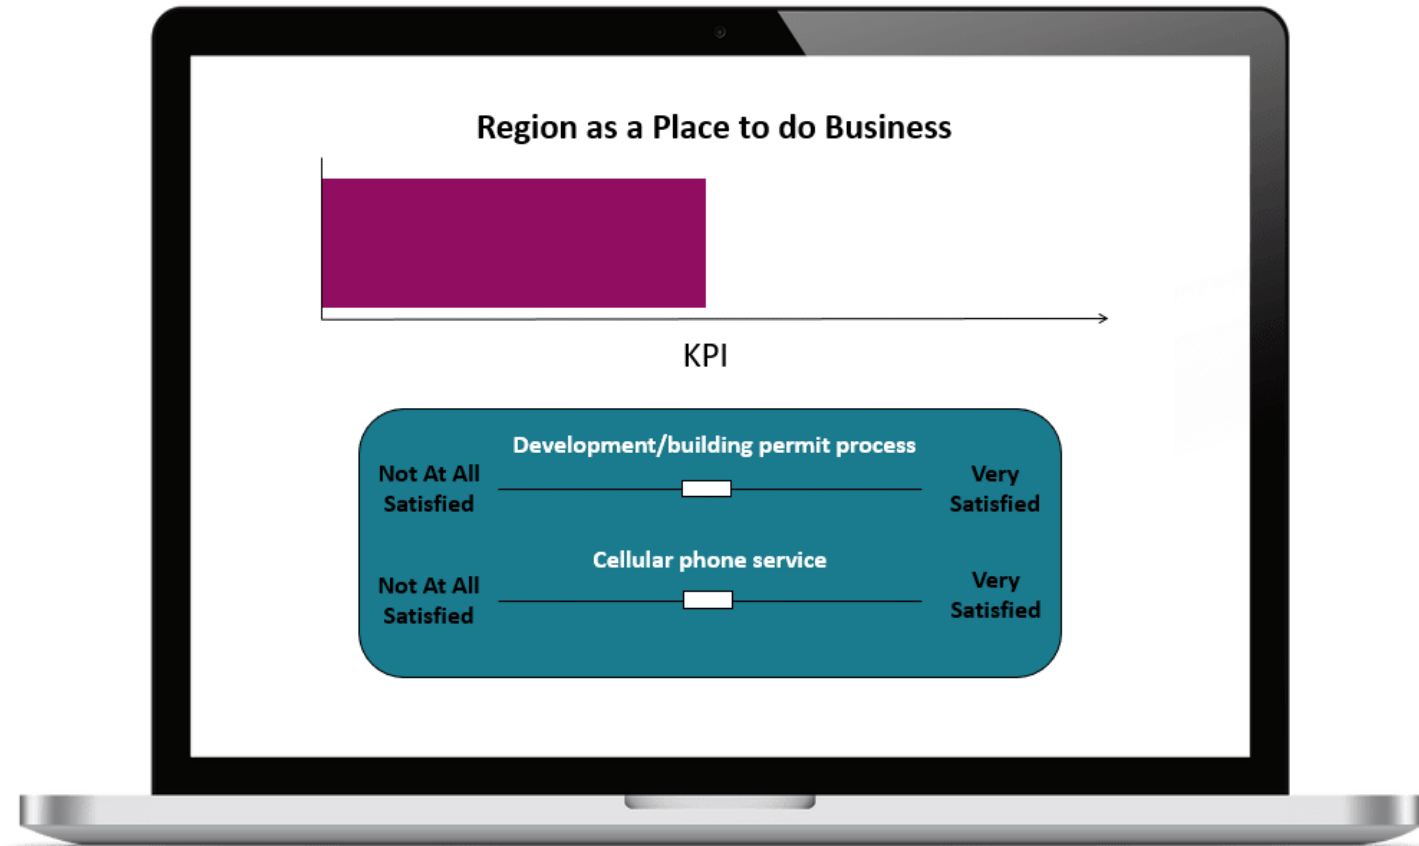 Region as a Place to do Business
KPI
Development/building permit process
Not At All
Satisfied
Very
Satisfied
Cellular phone service
Not At All
Satisfied
Very
Satisfied